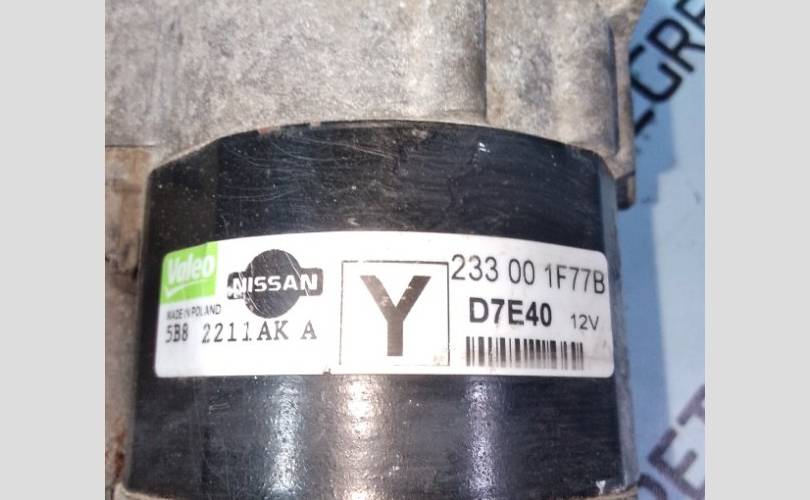 Valeo
NISSAN
MADE IN POLAND
5B8 2211AK A
Y
233 00 1F77B
D7E40 12V